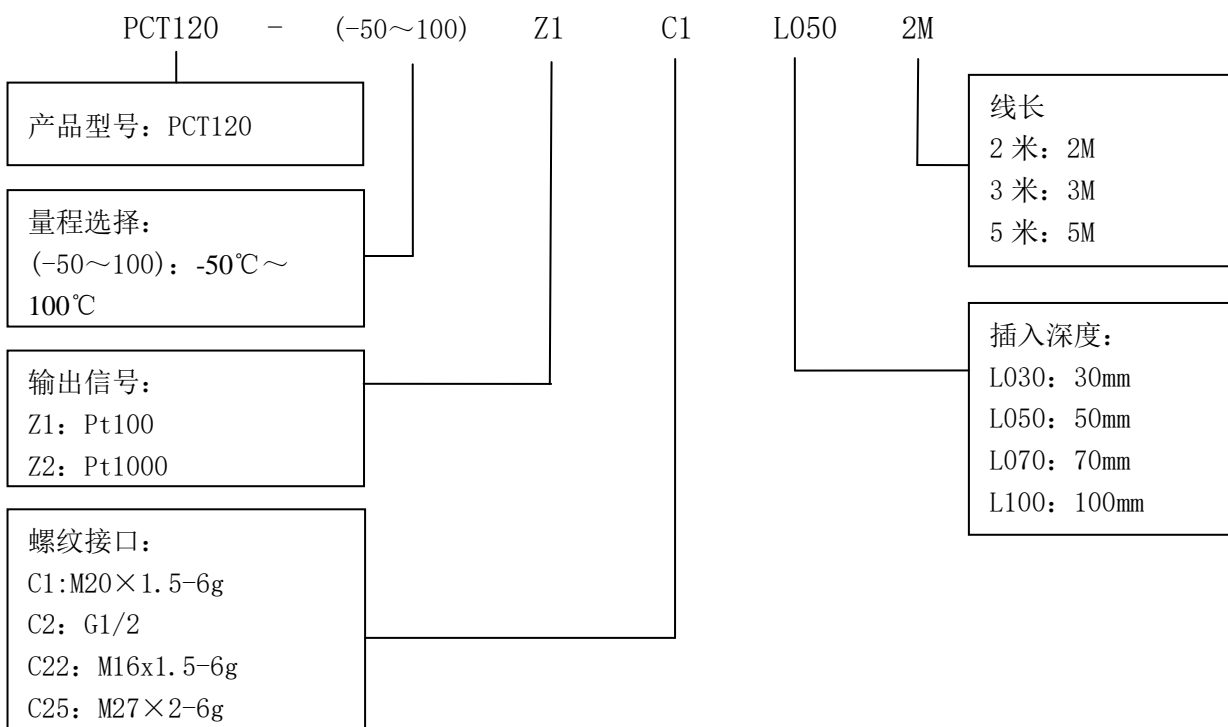 PCT120 - (-50～100) Z1 C1 L050 2M
产品型号：PCT120
量程选择：
(-50～100)：-50℃～
100℃
输出信号：
Z1：Pt100
Z2：Pt1000
螺纹接口：
C1:M20×1.5-6g
C2：G1/2
C22：M16x1.5-6g
C25：M27×2-6g
线长
2 米：2M
3 米：3M
5 米：5M
插入深度：
L030：30mm
L050：50mm
L070：70mm
L100：100mm